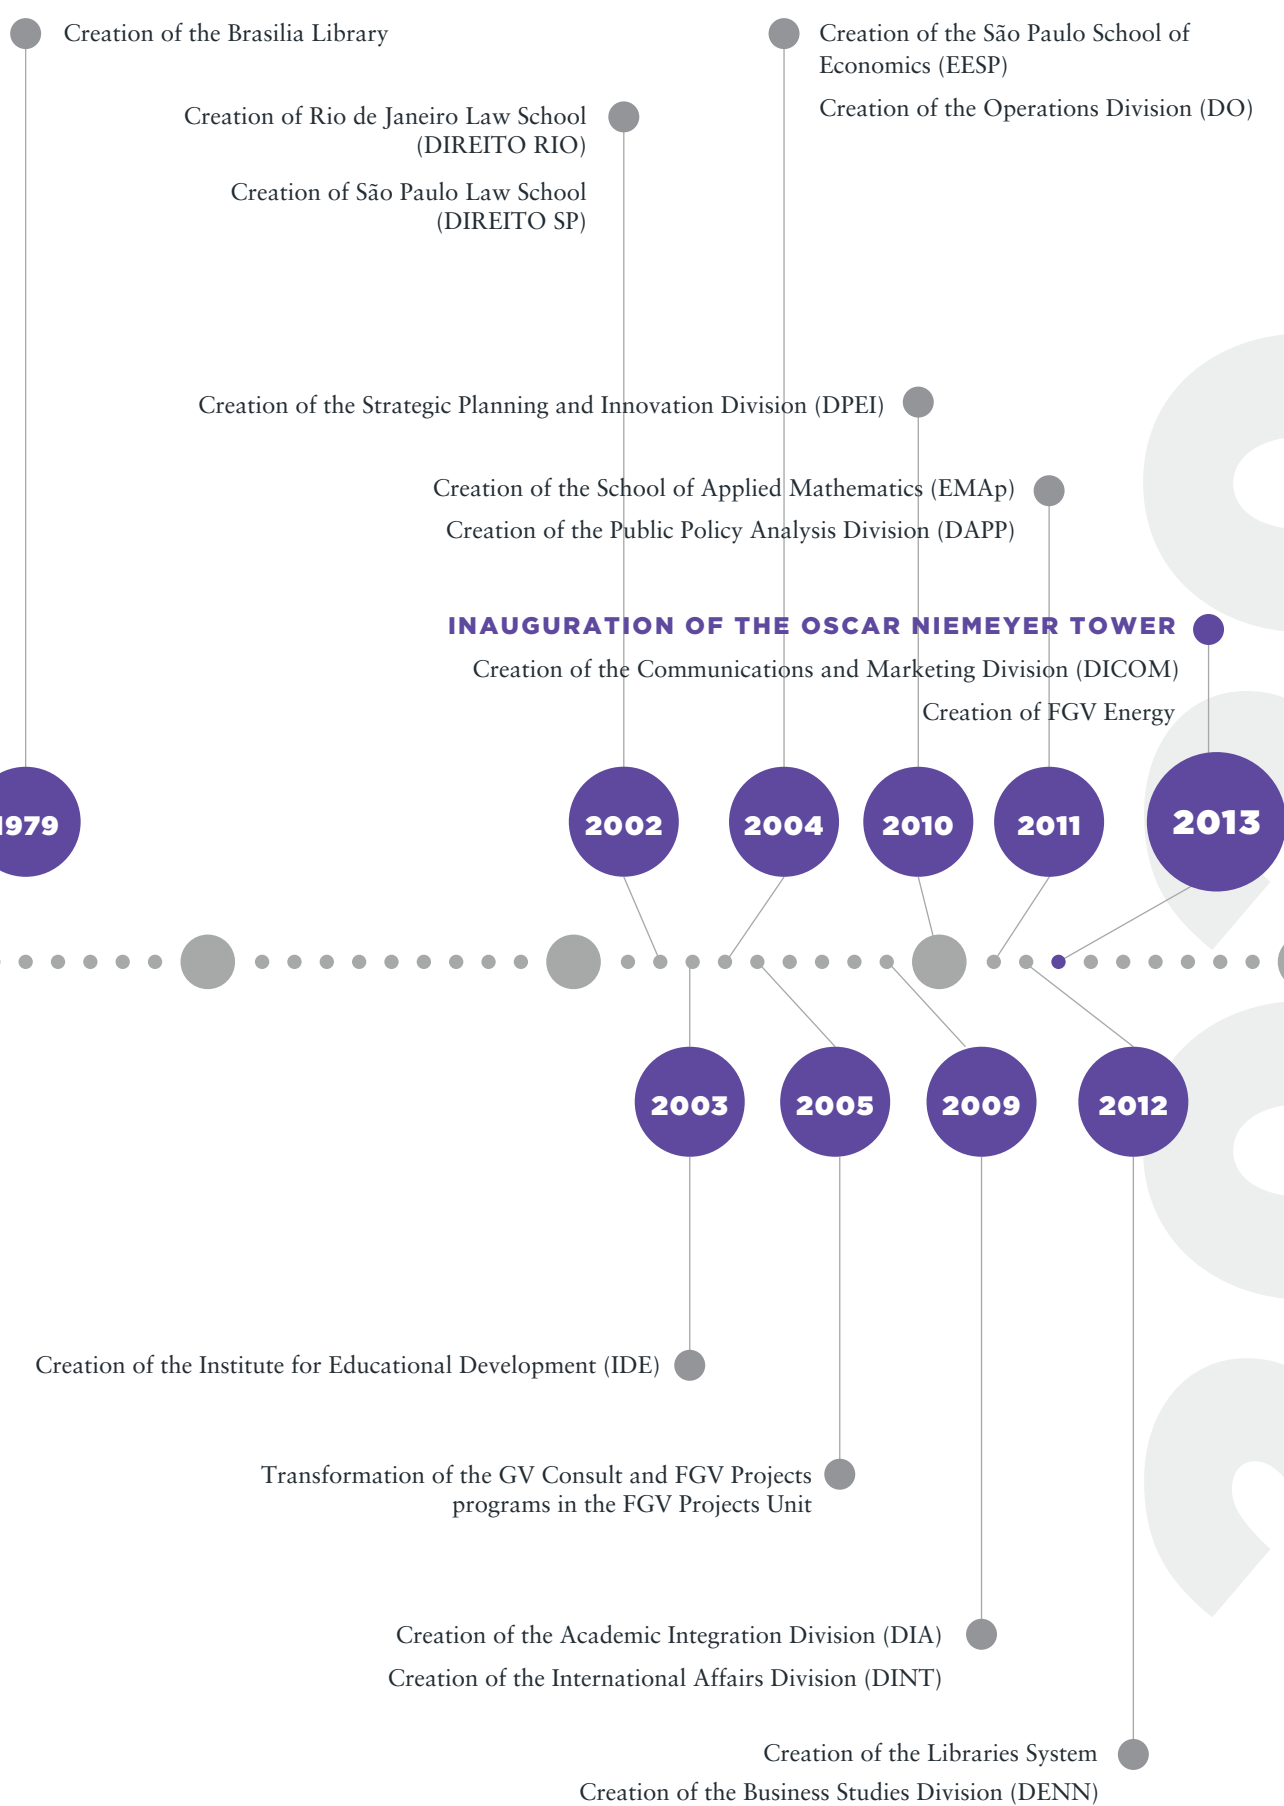 Creation of the Brasilia Library
Creation of the São Paulo School of
Economics (EESP)
Creation of the Operations Division (DO)
Creation of Rio de Janeiro Law School
(DIREITO RIO)
Creation of São Paulo Law School
(DIREITO SP)
Creation of the Strategic Planning and Innovation Division (DPEI)
Creation of the School of Applied Mathematics (EMAp)
Creation of the Public Policy Analysis Division (DAPP)
INAUGURATION OF THE OSCAR NIEMEYER TOWER
Creation of the Communications and Marketing Division (DICOM)
Creation of FGV Energy
1979
2002
2004
2010
2011
2013
2003
2005
2009
2012
Creation of the Institute for Educational Development (IDE)
Transformation of the GV Consult and FGV Projects
programs in the FGV Projects Unit
Creation of the Academic Integration Division (DIA)
Creation of the International Affairs Division (DINT)
Creation of the Libraries System
Creation of the Business Studies Division (DENN)